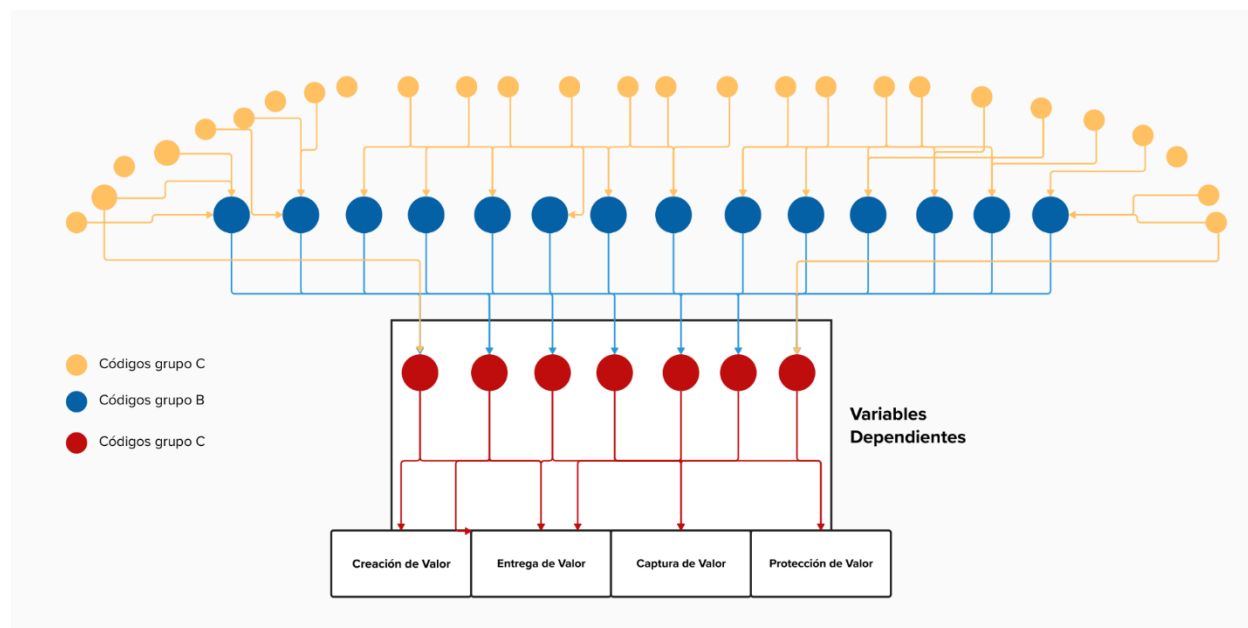 Códigos grupo C
Códigos grupo B
Códigos grupo C
Variables
Dependientes
Creación de Valor
Entrega de Valor
Captura de Valor
Protección de Valor